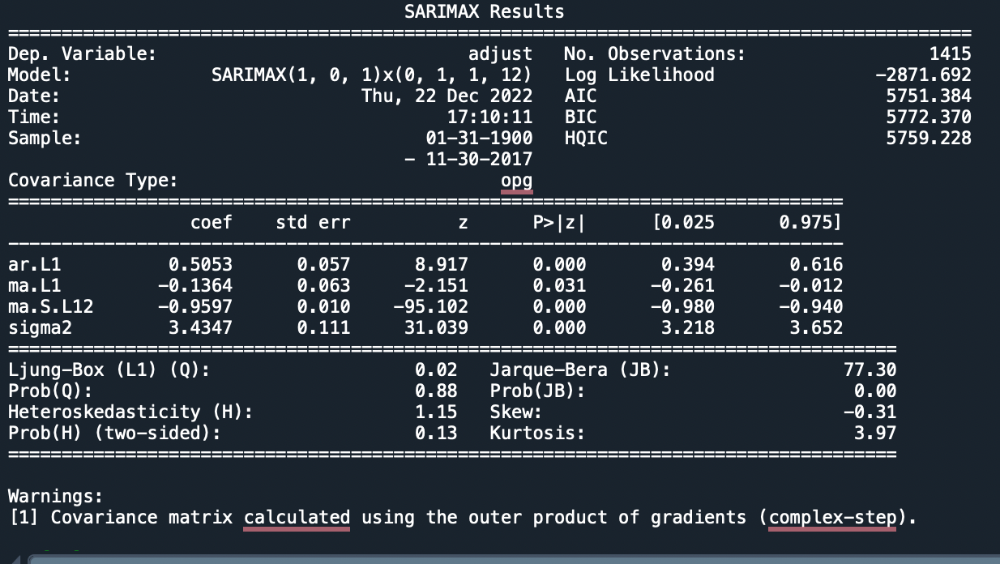 SARIMAX Results
==========================================================================================
Dep. Variable: adjust No. Observations: 1415
Model: SARIMAX(1, 0, 1)x(0, 1, 1, 12) Log Likelihood -2871.692
Date: Thu, 22 Dec 2022 AIC 5751.384
Time: 17:10:11 BIC 5772.370
Sample: 01-31-1900 HQIC 5759.228
- 11-30-2017
Covariance Type: opg
==============================================================================
coef std err z P>|z| [0.025 0.975]
------------------------------------------------------------------------------
ar.L1 0.5053 0.057 8.917 0.000 0.394 0.616
ma.L1 -0.1364 0.063 -2.151 0.031 -0.261 -0.012
ma.S.L12 -0.9597 0.010 -95.102 0.000 -0.980 -0.940
sigma2 3.4347 0.111 31.039 0.000 3.218 3.652
===================================================================================
Ljung-Box (L1) (Q): 0.02 Jarque-Bera (JB): 77.30
Prob(Q): 0.88 Prob(JB): 0.00
Heteroskedasticity (H): 1.15 Skew: -0.31
Prob(H) (two-sided): 0.13 Kurtosis: 3.97
===================================================================================
Warnings:
[1] Covariance matrix calculated using the outer product of gradients (complex-step).